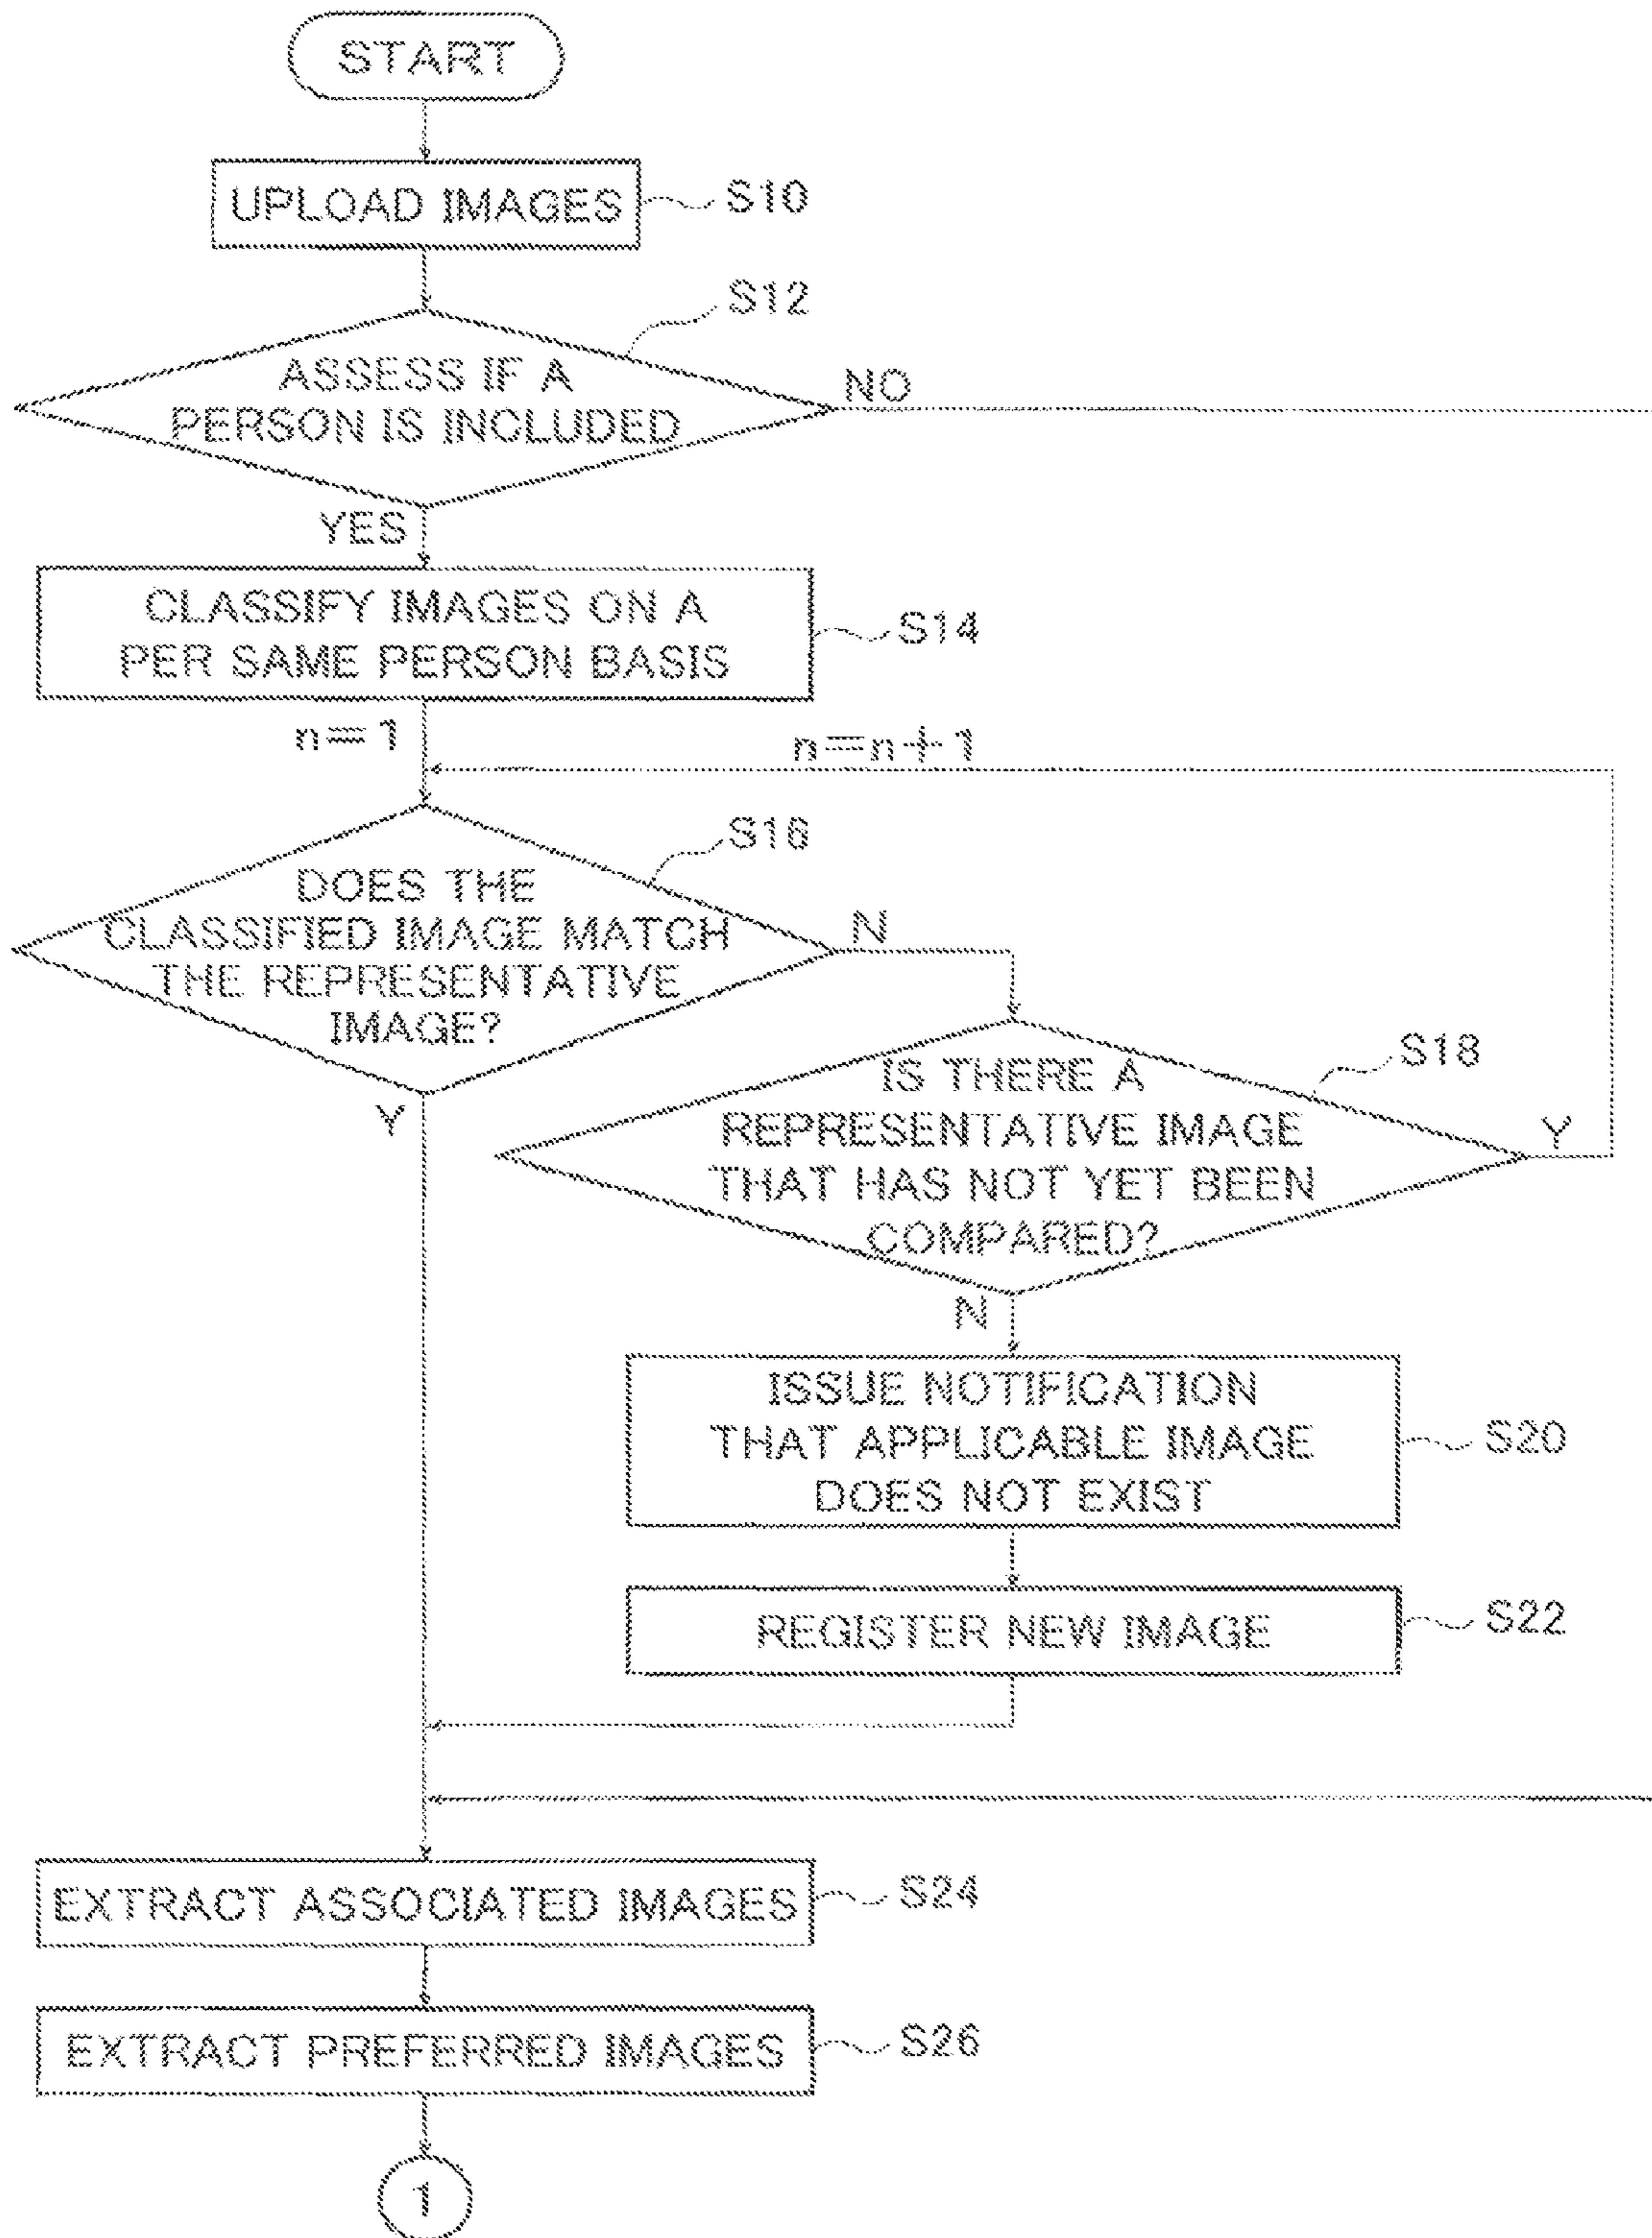 START
UPLOAD IMAGES
S10
S12
ASSESS IF A
PERSON IS INCLUDED
NO
YES
CLASSIFY IMAGES ON A
PER SAME PERSON BASIS
S14
n=1
n=n+1
S16
DOES THE
CLASSIFIED IMAGE MATCH
THE REPRESENTATIVE
IMAGE?
N
Y
S18
IS THERE A
REPRESENTATIVE IMAGE
THAT HAS NOT YET BEEN
COMPARED?
Y
N
ISSUE NOTIFICATION
THAT APPLICABLE IMAGE
DOES NOT EXIST
S20
REGISTER NEW IMAGE
S22
EXTRACT ASSOCIATED IMAGES
S24
EXTRACT PREFERRED IMAGES
S26
1